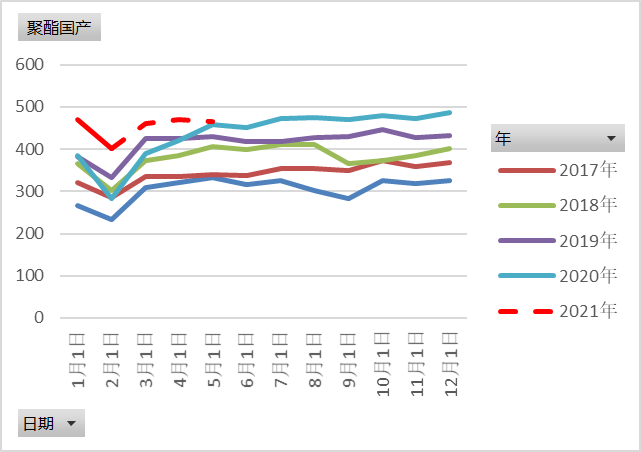 聚酯国产
600
500
400
300
200
100
0
1月1日
2月1日
3月1日
4月1日
5月1日
6月1日
7月1日
8月1日
9月1日
10月1日
11月1日
12月1日
年
2017年
2018年
2019年
2020年
2021年
日期